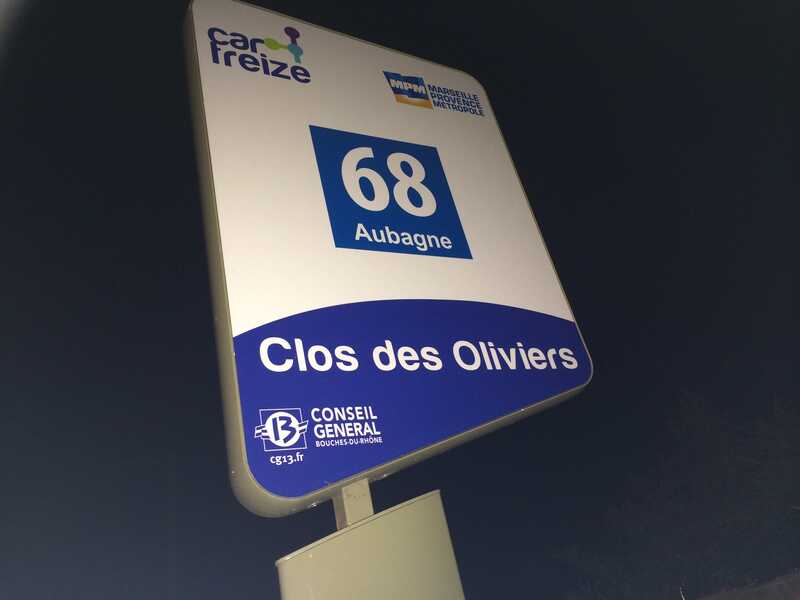 car
treize
MPM
MARSEILLE
PROVENCE
METROPOLE
68
Aubagne
Clos des Oliviers
13
CONSEIL
GENERAL
BOUCHES-DU-RHÔNE
cg13.fr